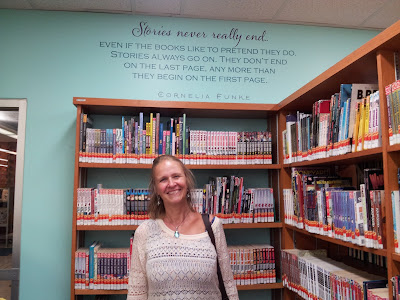 Stories never really end...
EVEN IF THE BOOKS LIKE TO PRETEND THEY DO.
STORIES ALWAYS GO ON. THEY DON'T END
ON THE LAST PAGE, ANY MORE THAN
THEY BEGIN ON THE FIRST PAGE.
CORNELIA FUNKE